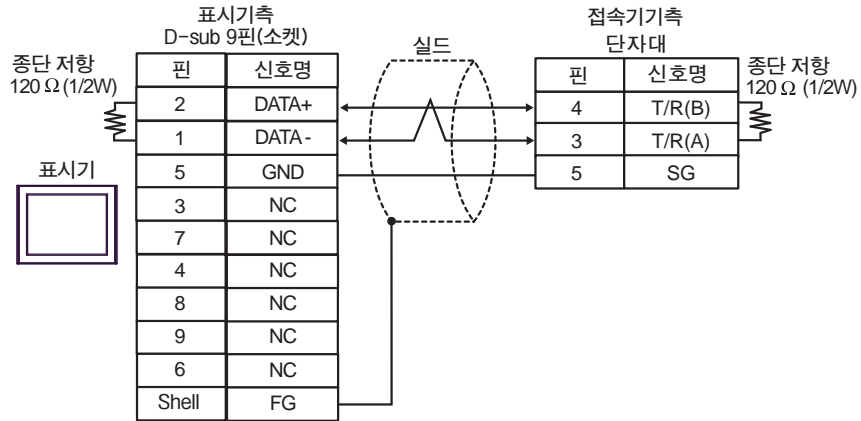 표시기측
D-sub 9핀(소켓)
종단 저항
120 Ω (1/2W)
표시기
핀 신호명
2 DATA+
1 DATA-
5 GND
3 NC
7 NC
4 NC
8 NC
9 NC
6 NC
Shell FG
실드
접속기기측
단자대
핀 신호명
4 T/R(B)
3 T/R(A)
5 SG
종단 저항
120 Ω (1/2W)